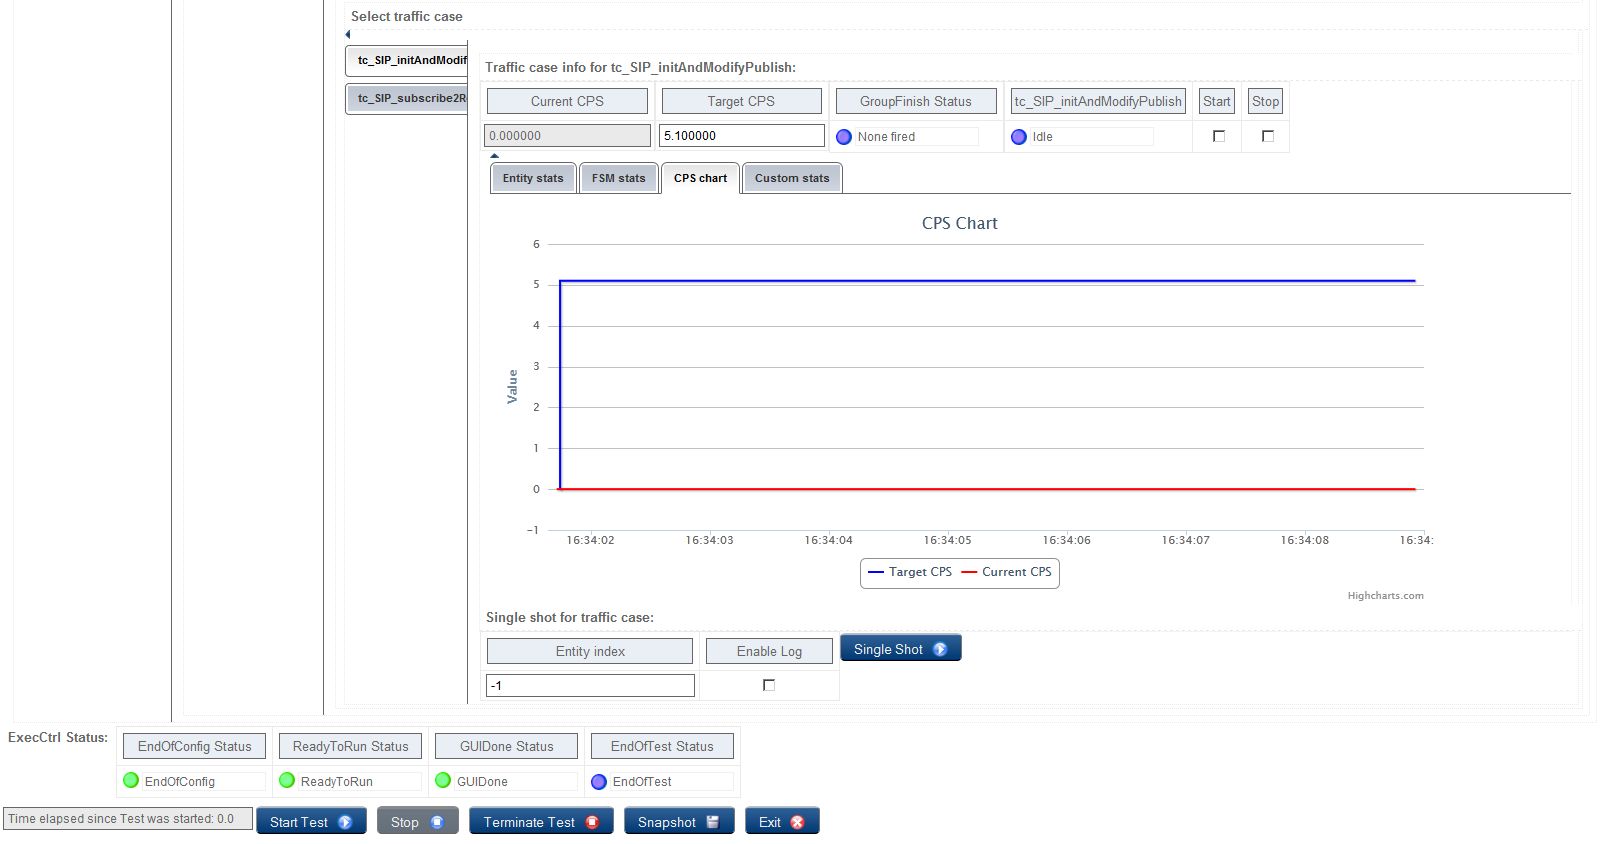 Select traffic case
tc_SIP_initAndModif
tc_SIP_subscribe2R
Traffic case info for tc_SIP_initAndModifyPublish:
Current CPS Target CPS GroupFinish Status tc_SIP_initAndModifyPublish Start Stop
0.000000 5.100000 None fired Idle
Entity stats FSM stats CPS chart Custom stats
CPS Chart
6
5
4
3
2
1
0
-1
Value
16:34:02 16:34:03 16:34:04 16:34:05 16:34:06 16:34:07 16:34:08 16:34:
Target CPS Current CPS
Highcharts.com
Single shot for traffic case:
Entity index Enable Log Single Shot
-1
ExecCtrl Status:
EndOfConfig Status ReadyToRun Status GUIDone Status EndOfTest Status
EndOfConfig ReadyToRun GUIDone EndOfTest
Time elapsed since Test was started: 0.0 Start Test Stop Terminate Test Snapshot Exit